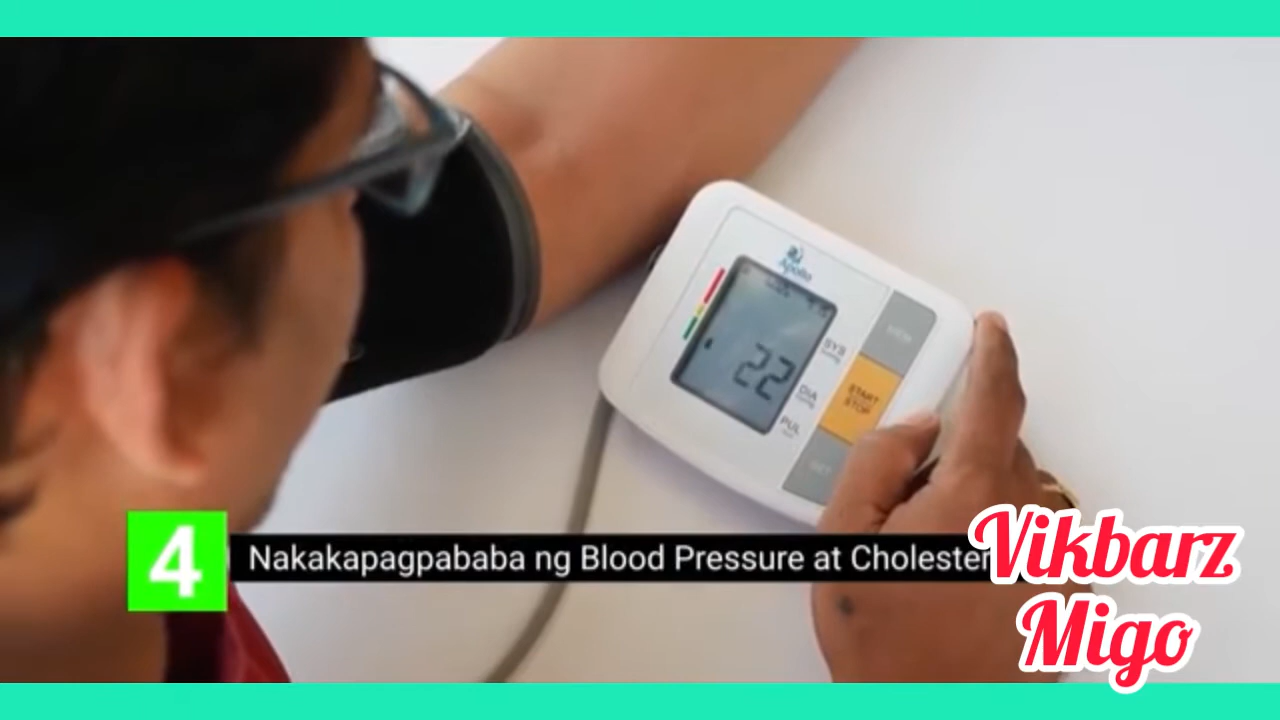 Apollo
22
SYS
DIA
PUL
START
STOP
4
Nakakapagpababa ng Blood Pressure at Cholester
Vikbarz
Migo